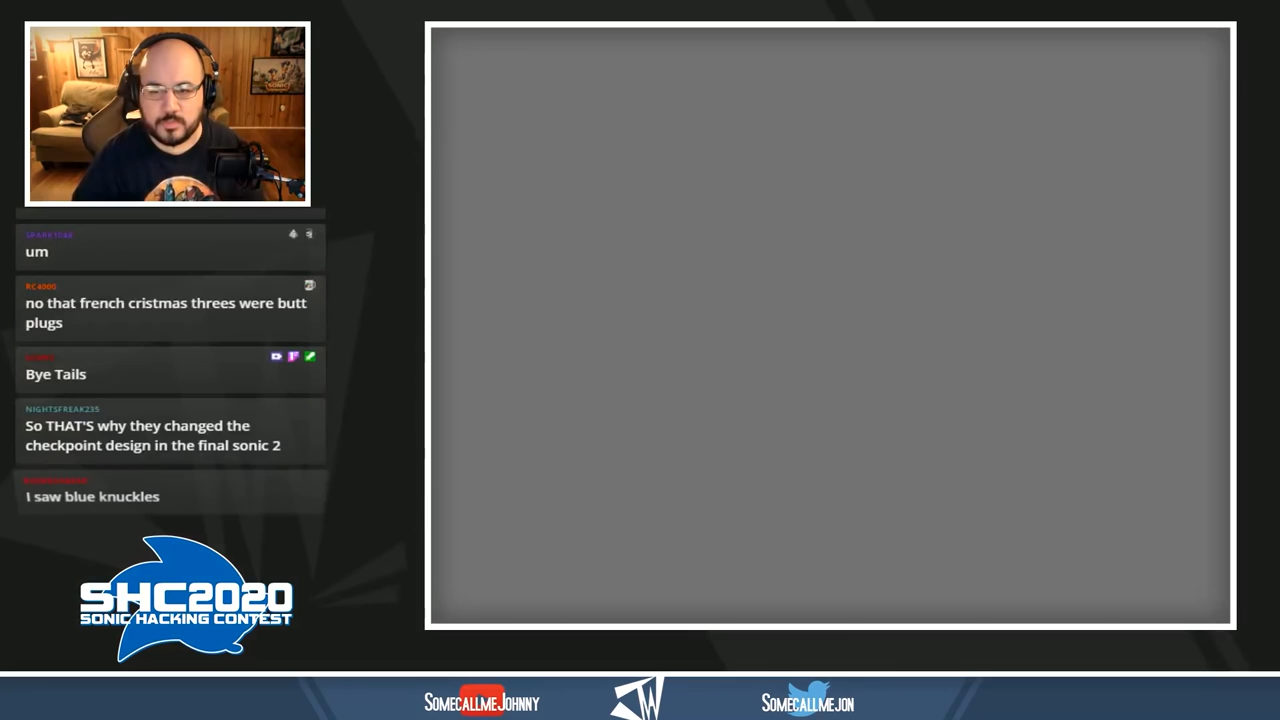 SPARK1DEE
um
RC4000
no that french cristmas threes were butt
plugs
Bye Tails
NIGHTSFREAK235
So THAT'S why they changed the
checkpoint design in the final sonic 2
I saw blue knuckles
SHC2020
SONIC HACKING CONTEST
SOMECALLMEJOHNNY
SOMECALLMEJON